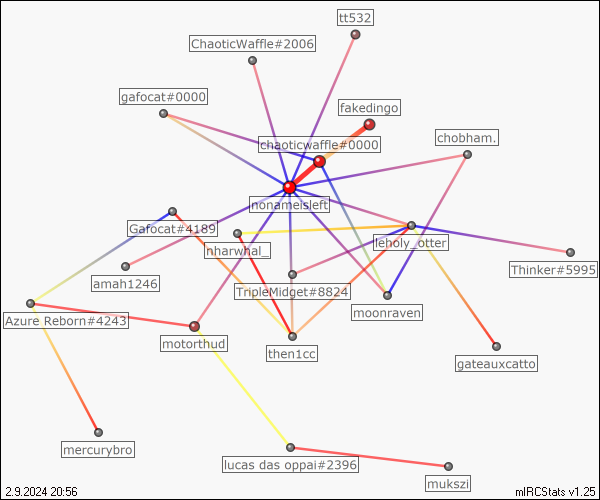 tt532
ChaoticWaffle#2006
gafocat#0000
fakedingo
chaoticwaffle#0000
chobham.
nonameisleft
Gafocat#4189
nharwhal_
leholy_otter
amah1246
TripleMidget#8824
Thinker#5995
moonraven
Azure Reborn#4243
motorthud
then1cc
gateauxcatto
mercurybro
lucas das oppai#2396
mukszi
2.9.2024 20:56
mIRCStats v1.25